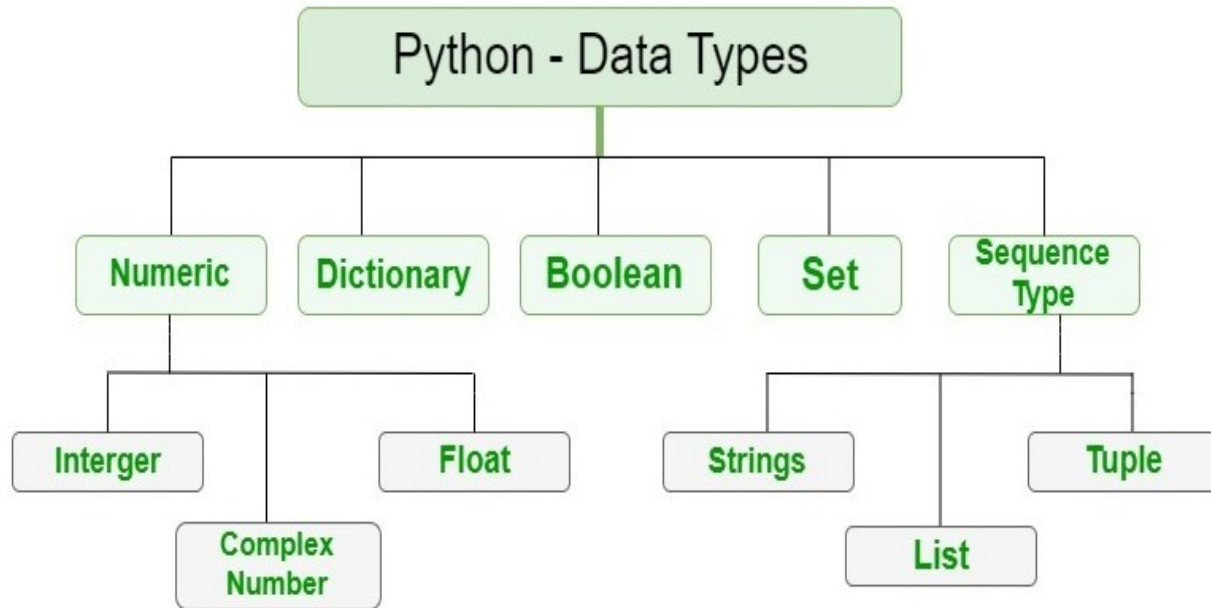 Python - Data Types
Numeric
Dictionary
Boolean
Set
Sequence
Type
Interger
Float
Strings
Tuple
Complex
Number
List